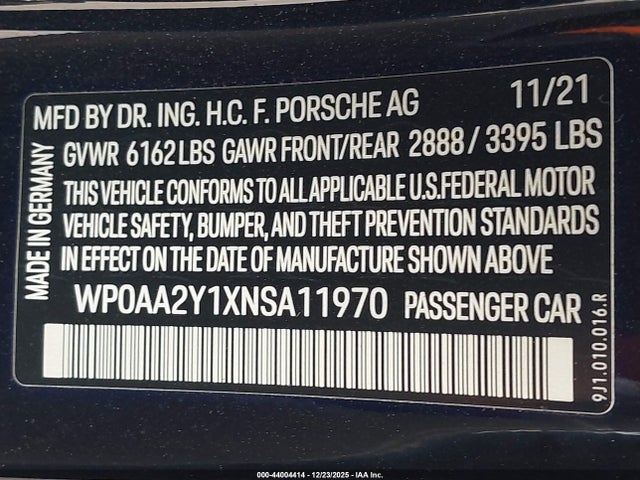 MFD BY DR. ING. H.C. F. PORSCHE AG 11/21
GVWR 6162 LBS GAWR FRONT/REAR 2888 / 3395 LBS
THIS VEHICLE CONFORMS TO ALL APPLICABLE U.S. FEDERAL MOTOR
VEHICLE SAFETY, BUMPER, AND THEFT PREVENTION STANDARDS
IN EFFECT ON THE DATE OF MANUFACTURE SHOWN ABOVE
WP0AA2Y1XNSA11970 PASSENGER CAR
MADE IN GERMANY
9J1.010.016.R
000-44004414 - 12/23/2025 - IAA Inc.